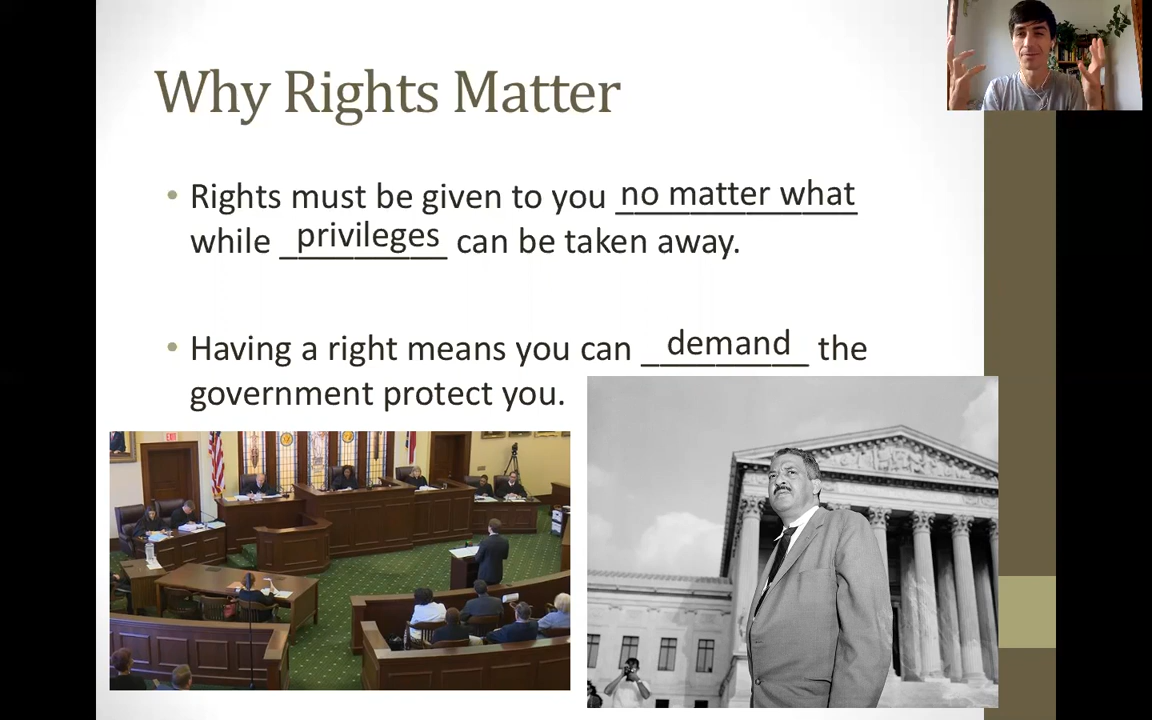 Why Rights Matter
• Rights must be given to you no matter what
while privileges can be taken away.
• Having a right means you can demand the
government protect you.